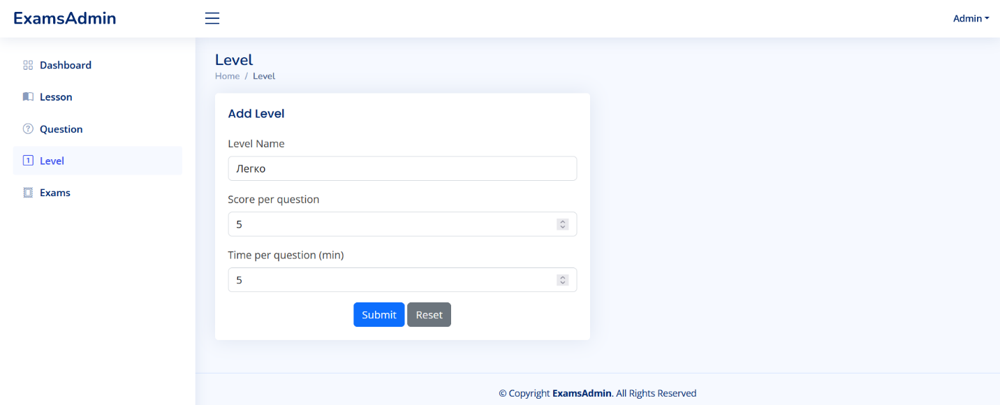 ExamsAdmin
Admin
Dashboard
Lesson
Question
Level
Exams
Level
Home / Level
Add Level
Level Name
Легко
Score per question
5
Time per question (min)
5
Submit Reset
© Copyright ExamsAdmin. All Rights Reserved